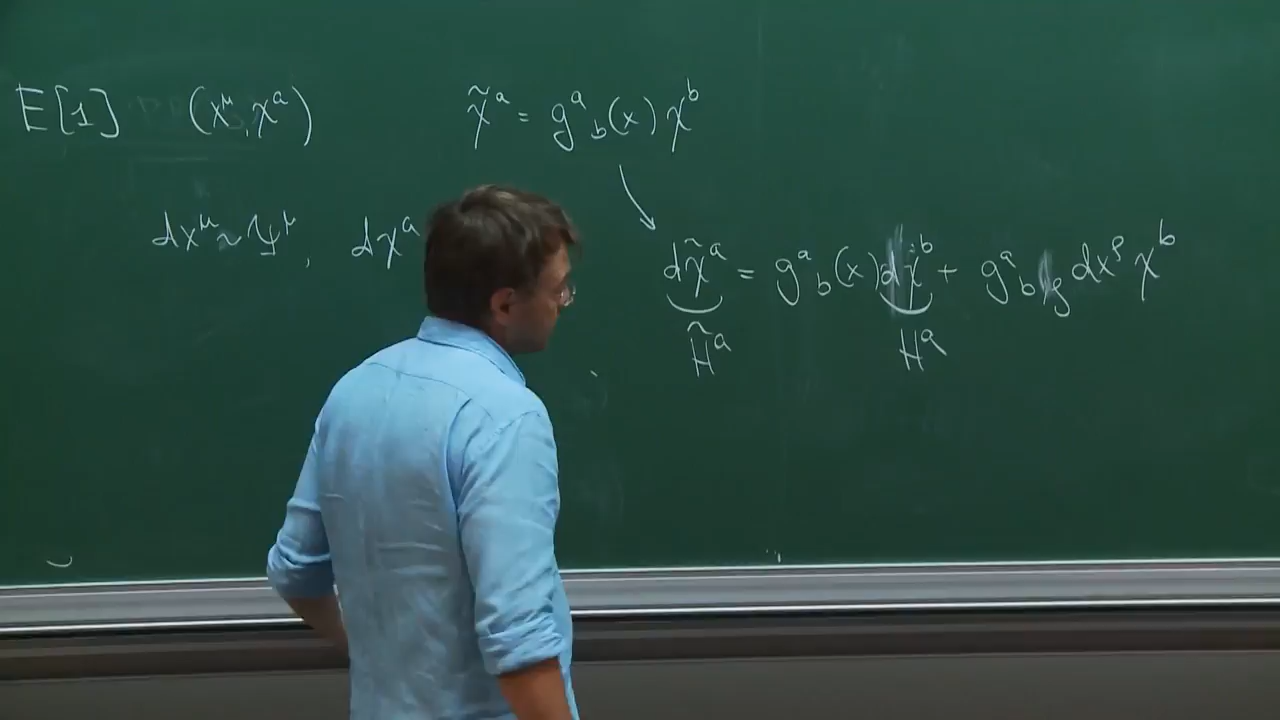 E[1] (x^μ, χ^a) χ̃^a = g^a_b(x) χ^b
dx^μ ~ ψ^μ, dχ^a dχ̃^a = g^a_b(x) dχ^b + g^a_b,ρ dx^ρ χ^b
H̃^a H^a